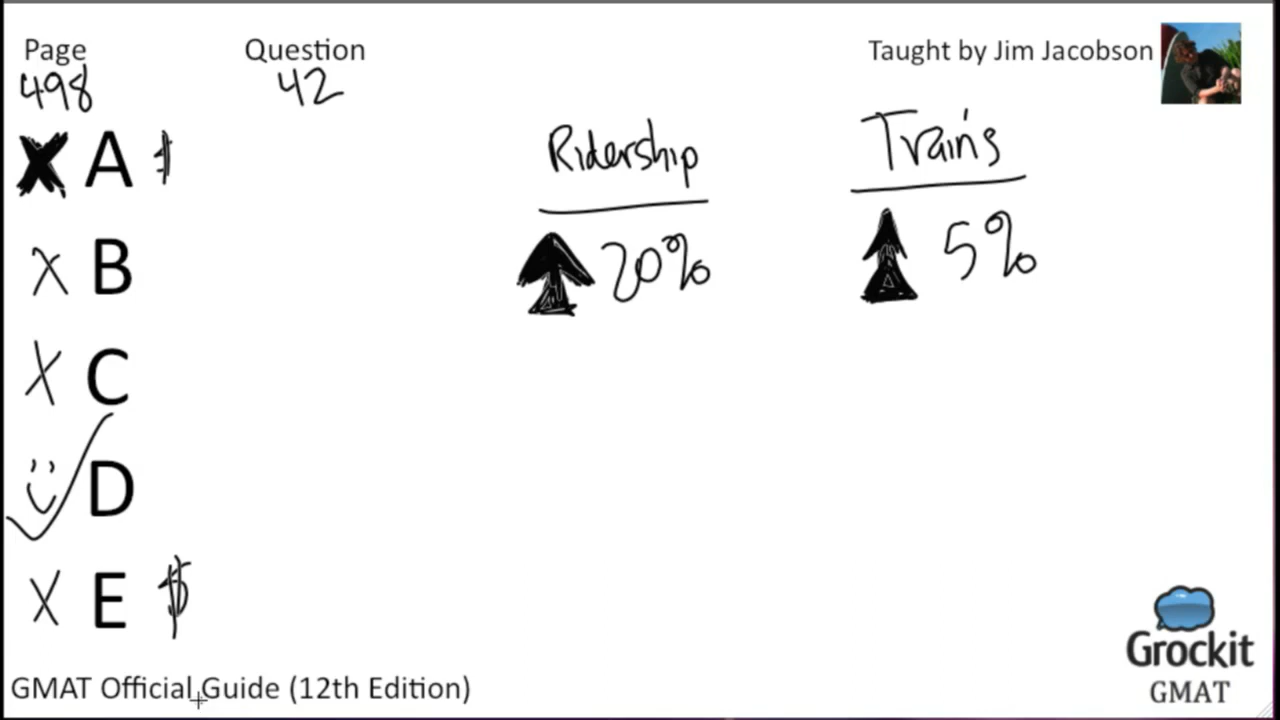 Page Question Taught by Jim Jacobson
498 42
Ridership Trains
20% 5%
X A $
X B
X C
D
X E $
GMAT Official Guide (12th Edition)
Grockit
GMAT